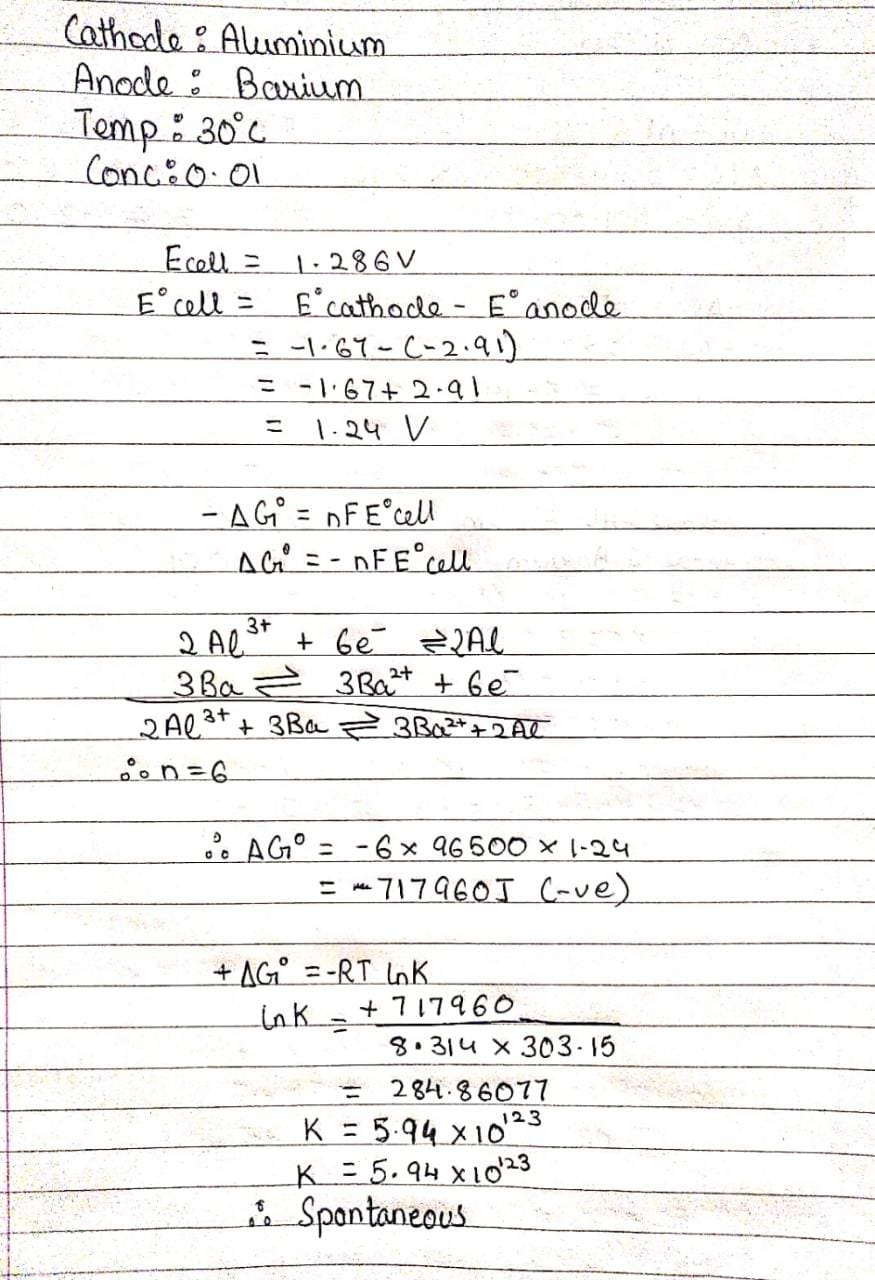 Cathode : Aluminium
Anode : Barium
Temp : 30°C
Conc : 0.01
Ecell = 1.286V
E°cell = E°cathode - E°anode
= -1.67-(-2.91)
= -1.67+2.91
= 1.24 V
- ΔG° = nFE°cell
ΔG° = - nFE°cell
2Al³⁺ + 6e⁻ ⇌ 2Al
3Ba ⇌ 3Ba²⁺ + 6e⁻
2Al³⁺ + 3Ba ⇌ 3Ba²⁺ + 2Al
∴ n = 6
∴ ΔG° = -6 × 96500 × 1.24
= -717960J (-ve)
+ ΔG° = -RT lnK
lnK = + 717960
8.314 × 303.15
= 284.86077
K = 5.94 × 10¹²³
K = 5.94 × 10¹²³
∴ Spontaneous